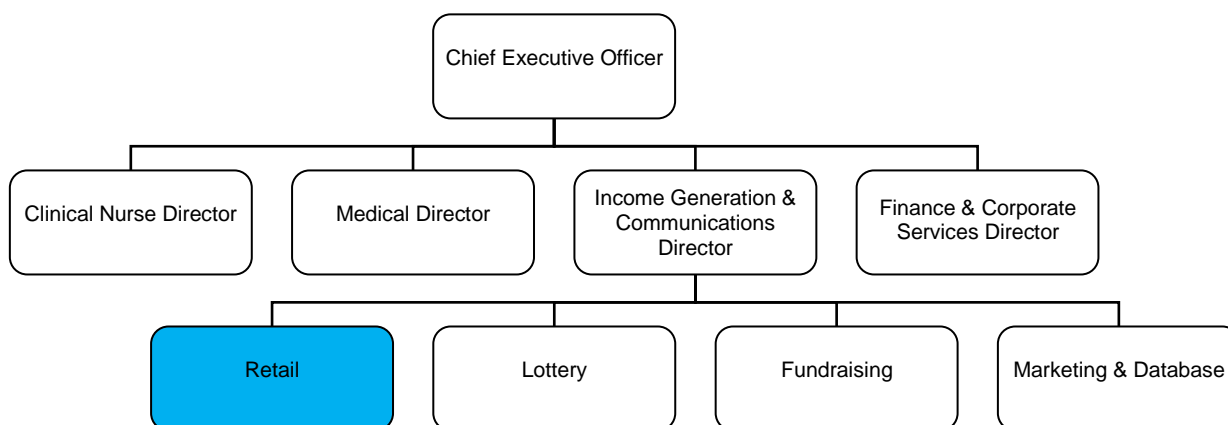 Chief Executive Officer
Clinical Nurse Director
Medical Director
Income Generation &
Communications
Director
Finance & Corporate
Services Director
Retail
Lottery
Fundraising
Marketing & Database